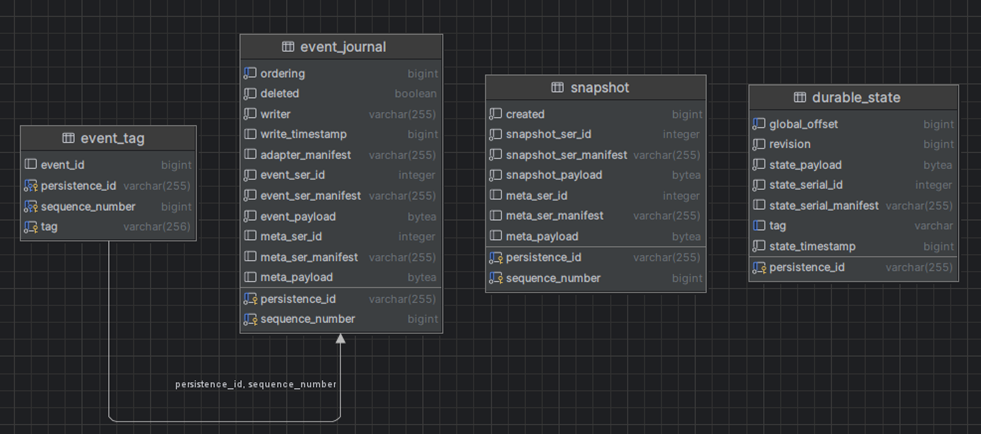 event_tag
event_id bigint
persistence_id varchar(255)
sequence_number bigint
tag varchar(256)
event_journal
ordering bigint
deleted boolean
writer varchar(255)
write_timestamp bigint
adapter_manifest varchar(255)
event_ser_id integer
event_ser_manifest varchar(255)
event_payload bytea
meta_ser_id integer
meta_ser_manifest varchar(255)
meta_payload bytea
persistence_id varchar(255)
sequence_number bigint
persistence_id, sequence_number
snapshot
created bigint
snapshot_ser_id integer
snapshot_ser_manifest varchar(255)
snapshot_payload bytea
meta_ser_id integer
meta_ser_manifest varchar(255)
meta_payload bytea
persistence_id varchar(255)
sequence_number bigint
durable_state
global_offset bigint
revision bigint
state_payload bytea
state_serial_id integer
state_serial_manifest varchar(255)
tag varchar
state_timestamp bigint
persistence_id varchar(255)